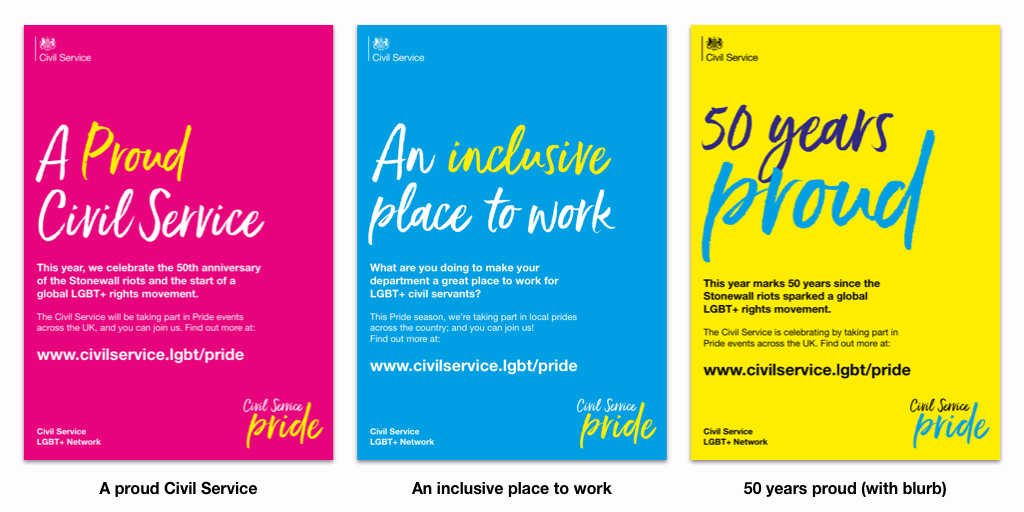 Civil Service
A Proud
Civil Service
This year, we celebrate the 50th anniversary
of the Stonewall riots and the start of a
global LGBT+ rights movement.
The Civil Service will be taking part in Pride events
across the UK, and you can join us. Find out more at:
www.civilservice.lgbt/pride
Civil Service
LGBT+ Network
Civil Service
pride
A proud Civil Service
Civil Service
An inclusive
place to work
What are you doing to make your
department a great place to work for
LGBT+ civil servants?
This Pride season, we're taking part in local prides
across the country; and you can join us!
Find out more at:
www.civilservice.lgbt/pride
Civil Service
LGBT+ Network
Civil Service
pride
An inclusive place to work
Civil Service
50 years
proud
This year marks 50 years since the
Stonewall riots sparked a global
LGBT+ rights movement.
The Civil Service is celebrating by taking part in
Pride events across the UK. Find out more at:
www.civilservice.lgbt/pride
Civil Service
LGBT+ Network
Civil Service
pride
50 years proud (with blurb)